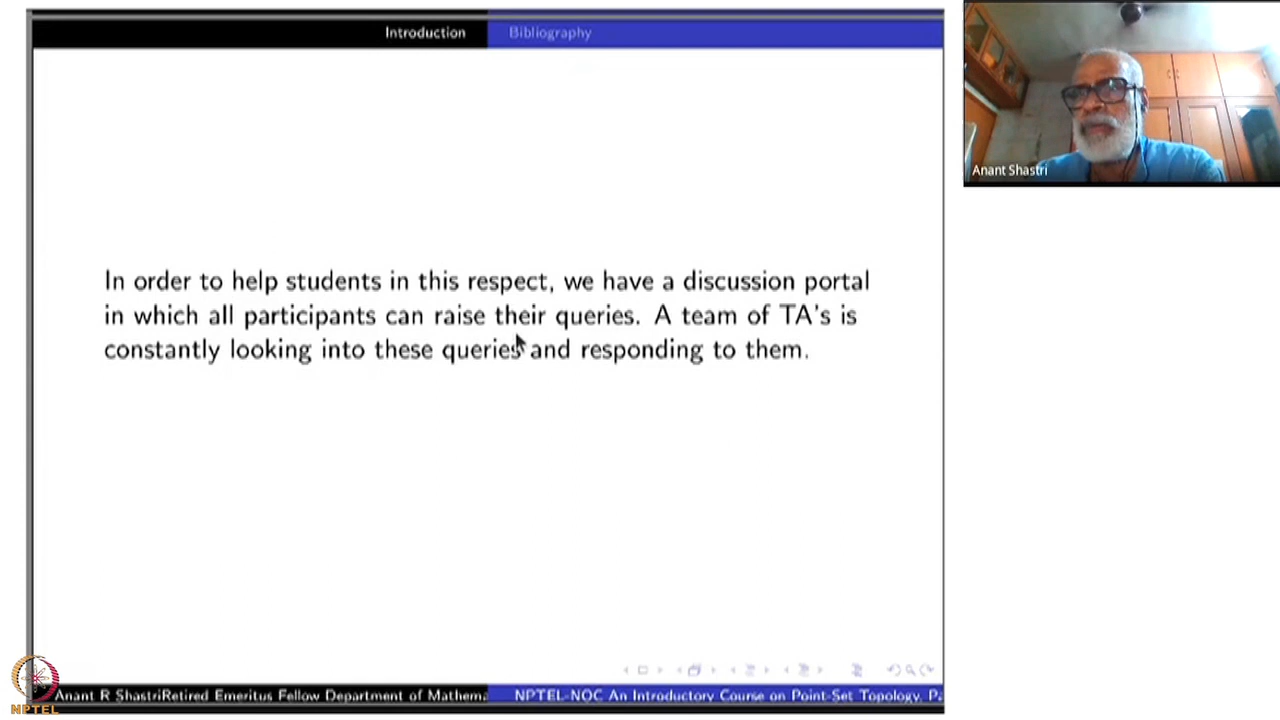 Introduction
Bibliography
Anant Shastri
In order to help students in this respect, we have a discussion portal
in which all participants can raise their queries. A team of TA's is
constantly looking into these queries and responding to them.
Anant R ShastriRetired Emeritus Fellow Department of Mathema
NPTEL-NOC An Introductory Course on Point-Set Topology, Pa
NPTEL